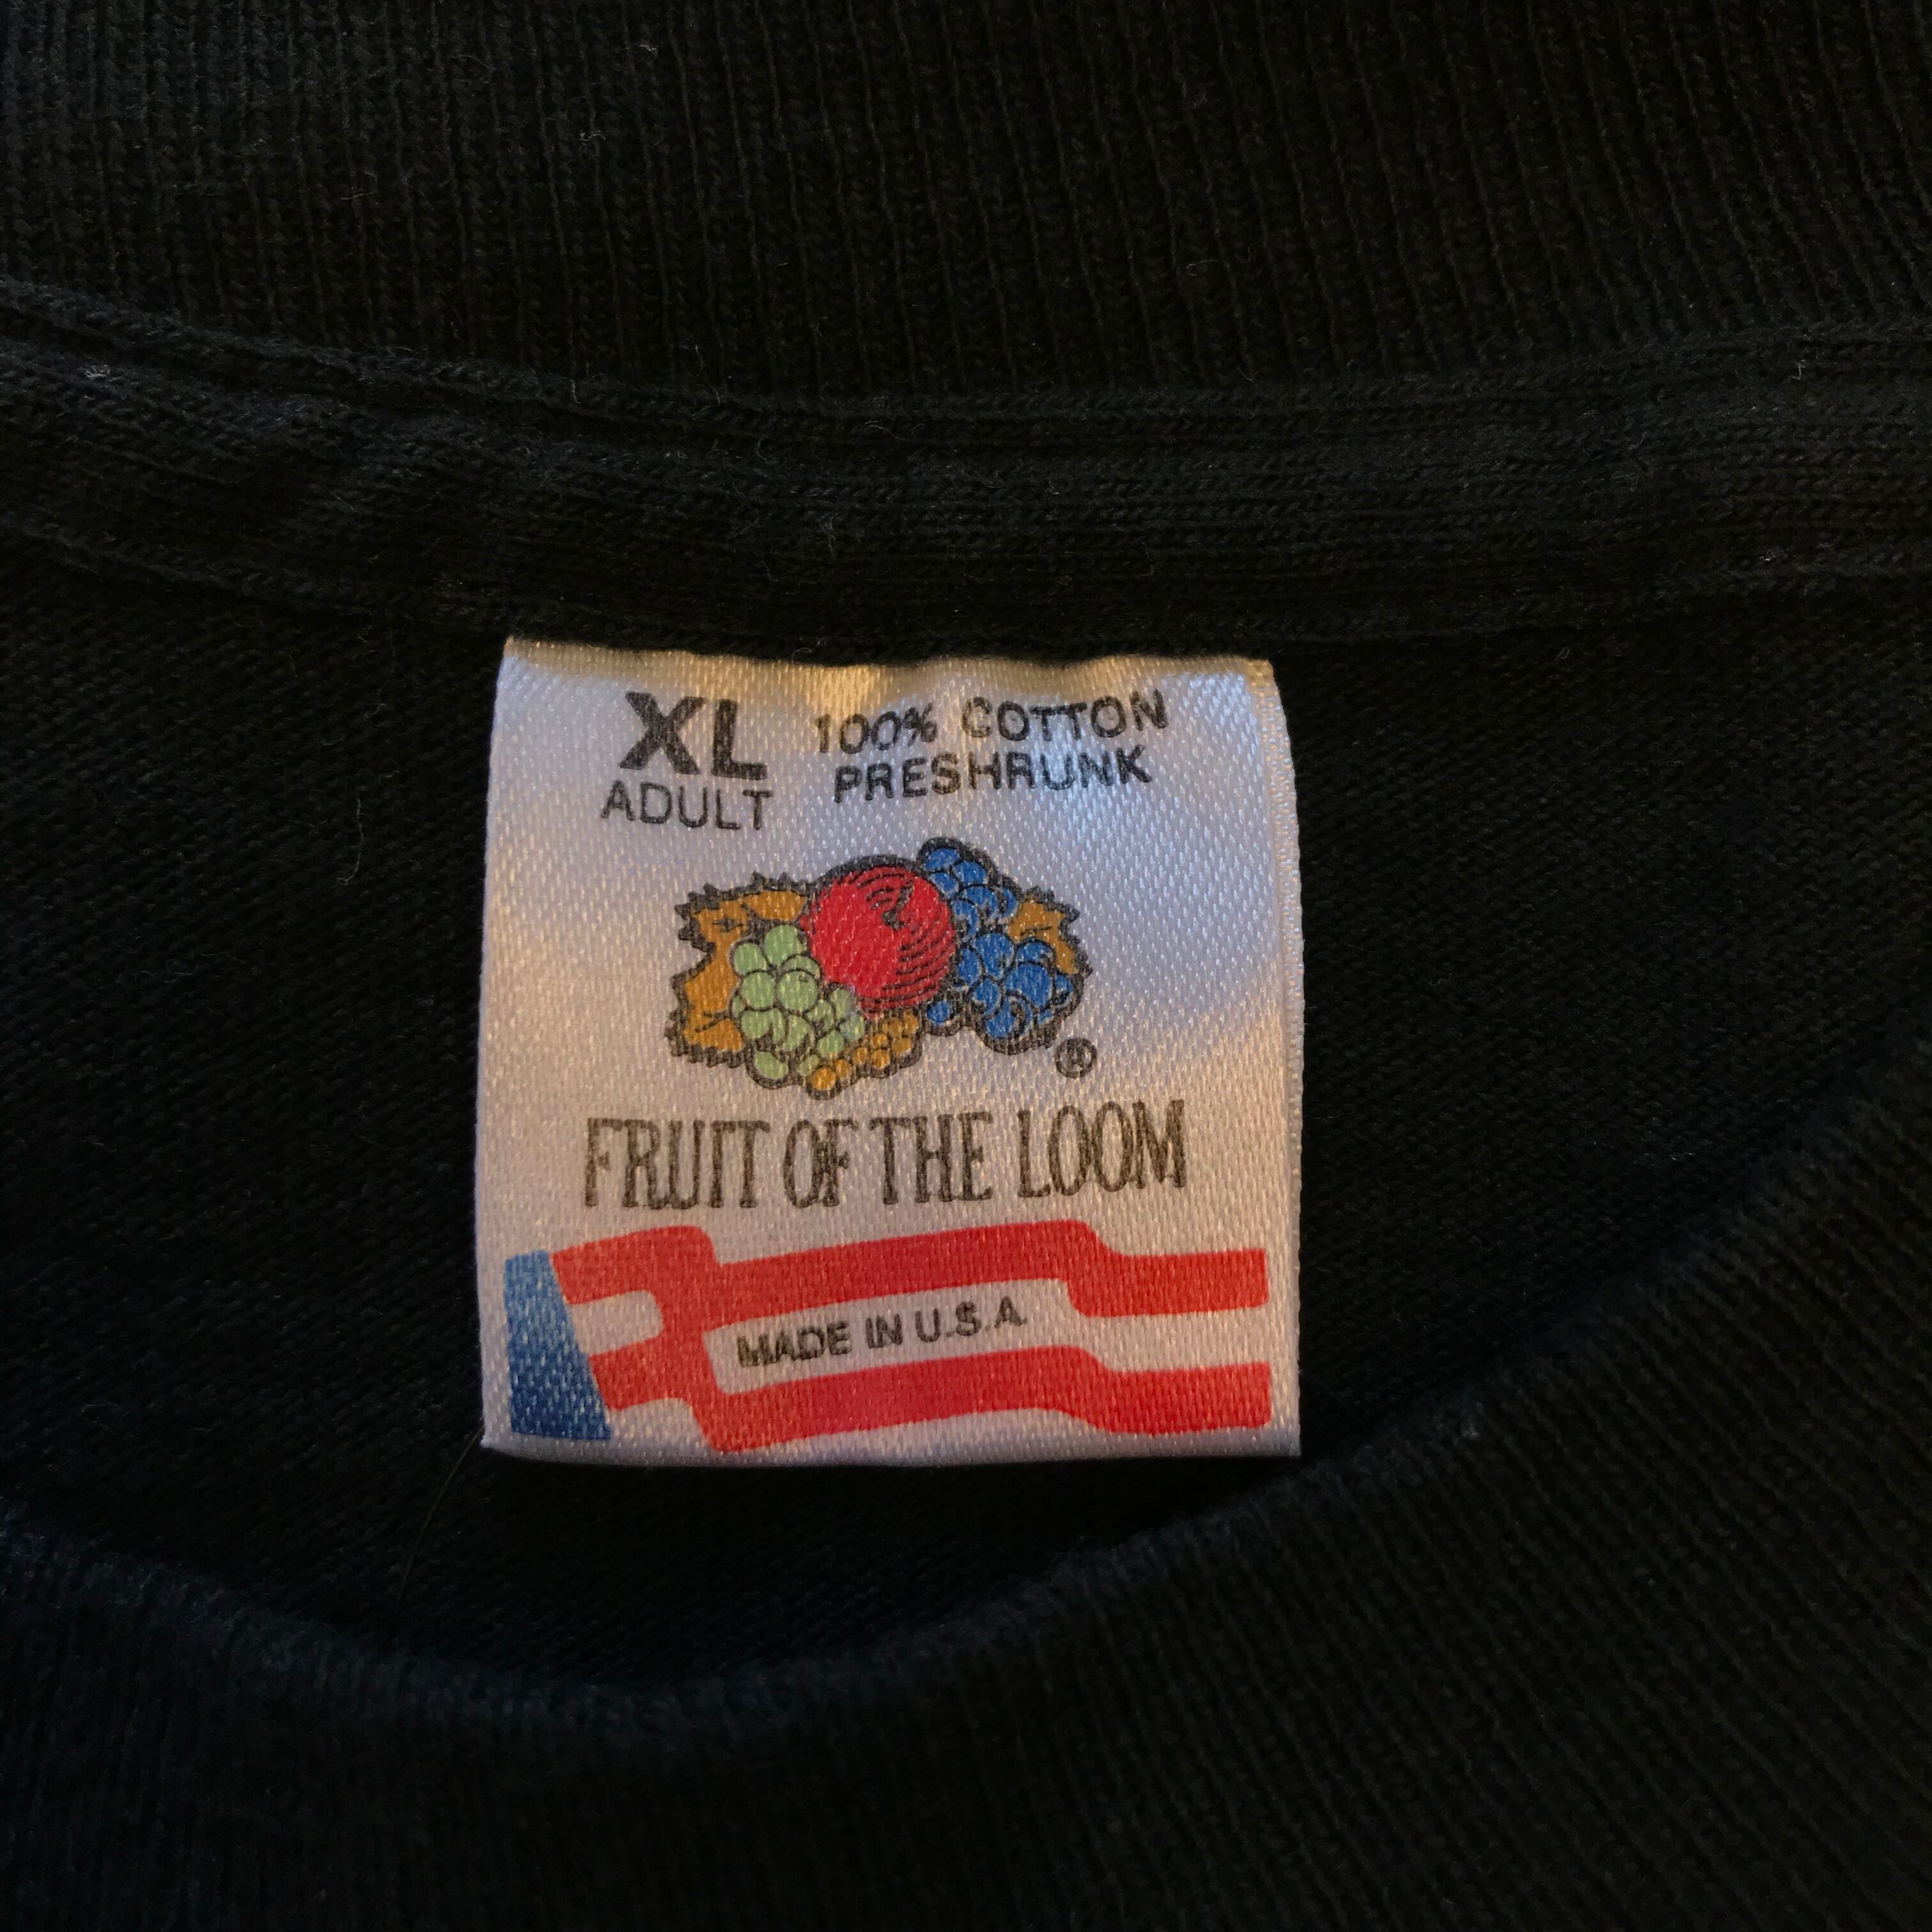 XL
ADULT
100% COTTON
PRESHRUNK
®
FRUIT OF THE LOOM
MADE IN U.S.A.